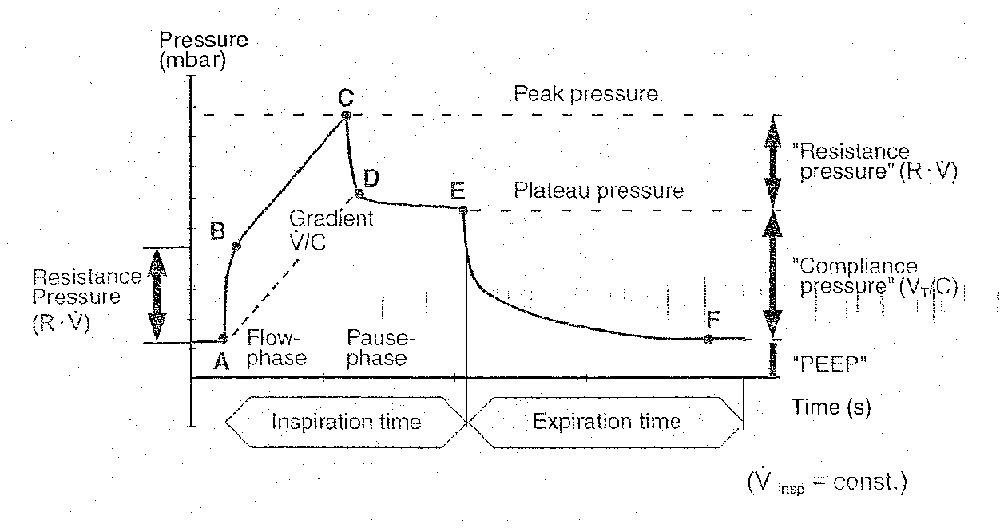 Pressure
(mbar)
C
Peak pressure
"Resistance
pressure" (R · V̇)
D
E
Plateau pressure
Gradient
V̇/C
B
Resistance
Pressure
(R · V̇)
"Compliance
pressure" (V_T/C)
F
A
Flow-
phase
Pause-
phase
"PEEP"
Time (s)
Inspiration time
Expiration time
(V̇ insp = const.)